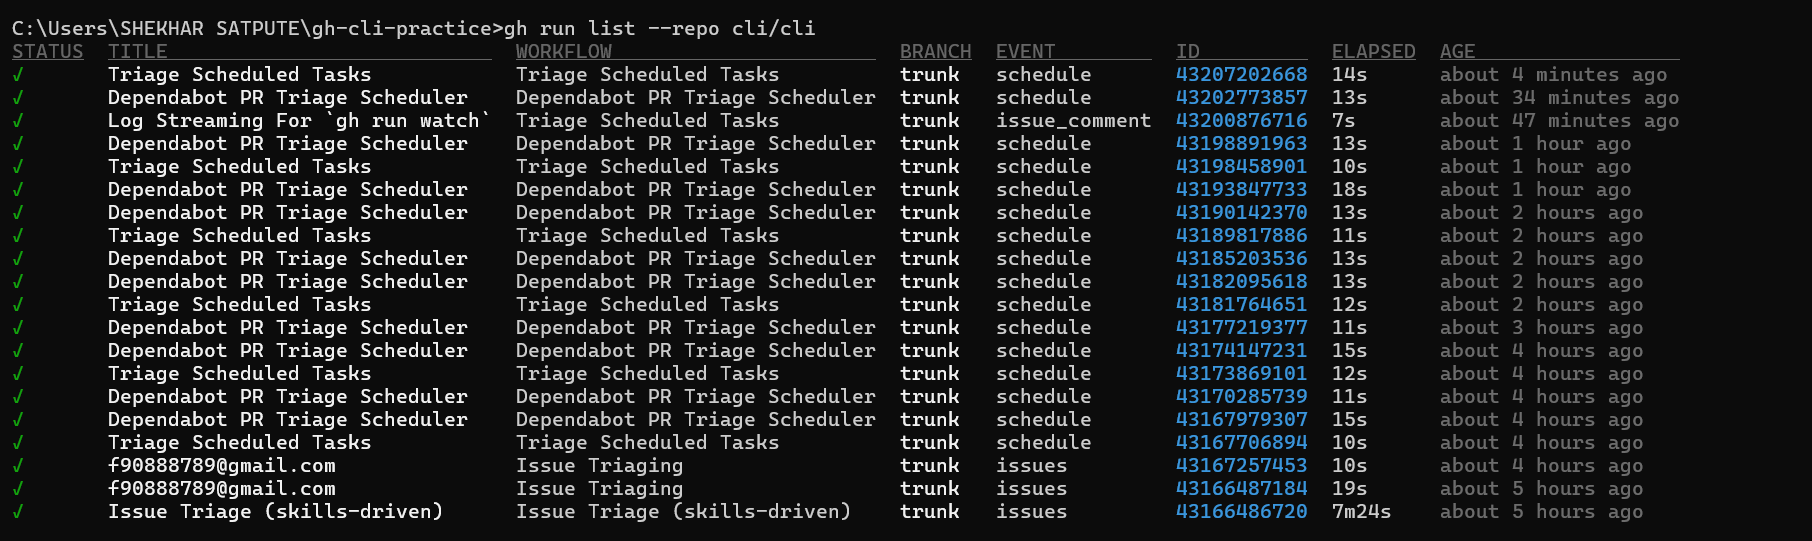 C:\Users\SHEKHAR SATPUTE\gh-cli-practice>gh run list --repo cli/cli
STATUS  TITLE                           WORKFLOW                        BRANCH  EVENT          ID           ELAPSED  AGE
✓       Triage Scheduled Tasks          Triage Scheduled Tasks          trunk   schedule       43207202668  14s      about 4 minutes ago
✓       Dependabot PR Triage Scheduler  Dependabot PR Triage Scheduler  trunk   schedule       43202773857  13s      about 34 minutes ago
✓       Log Streaming For `gh run watch`  Triage Scheduled Tasks          trunk   issue_comment  43200876716  7s       about 47 minutes ago
✓       Dependabot PR Triage Scheduler  Dependabot PR Triage Scheduler  trunk   schedule       43198891963  13s      about 1 hour ago
✓       Triage Scheduled Tasks          Triage Scheduled Tasks          trunk   schedule       43198458901  10s      about 1 hour ago
✓       Dependabot PR Triage Scheduler  Dependabot PR Triage Scheduler  trunk   schedule       43193847733  18s      about 1 hour ago
✓       Dependabot PR Triage Scheduler  Dependabot PR Triage Scheduler  trunk   schedule       43190142370  13s      about 2 hours ago
✓       Triage Scheduled Tasks          Triage Scheduled Tasks          trunk   schedule       43189817886  11s      about 2 hours ago
✓       Dependabot PR Triage Scheduler  Dependabot PR Triage Scheduler  trunk   schedule       43185203536  13s      about 2 hours ago
✓       Dependabot PR Triage Scheduler  Dependabot PR Triage Scheduler  trunk   schedule       43182095618  13s      about 2 hours ago
✓       Triage Scheduled Tasks          Triage Scheduled Tasks          trunk   schedule       43181764651  12s      about 2 hours ago
✓       Dependabot PR Triage Scheduler  Dependabot PR Triage Scheduler  trunk   schedule       43177219377  11s      about 3 hours ago
✓       Dependabot PR Triage Scheduler  Dependabot PR Triage Scheduler  trunk   schedule       43174147231  15s      about 4 hours ago
✓       Triage Scheduled Tasks          Triage Scheduled Tasks          trunk   schedule       43173869101  12s      about 4 hours ago
✓       Dependabot PR Triage Scheduler  Dependabot PR Triage Scheduler  trunk   schedule       43170285739  11s      about 4 hours ago
✓       Dependabot PR Triage Scheduler  Dependabot PR Triage Scheduler  trunk   schedule       43167979307  15s      about 4 hours ago
✓       Triage Scheduled Tasks          Triage Scheduled Tasks          trunk   schedule       43167706894  10s      about 4 hours ago
✓       f90888789@gmail.com             Issue Triaging                  trunk   issues         43167257453  10s      about 4 hours ago
✓       f90888789@gmail.com             Issue Triaging                  trunk   issues         43166487184  19s      about 5 hours ago
✓       Issue Triage (skills-driven)    Issue Triage (skills-driven)    trunk   issues         43166486720  7m24s    about 5 hours ago